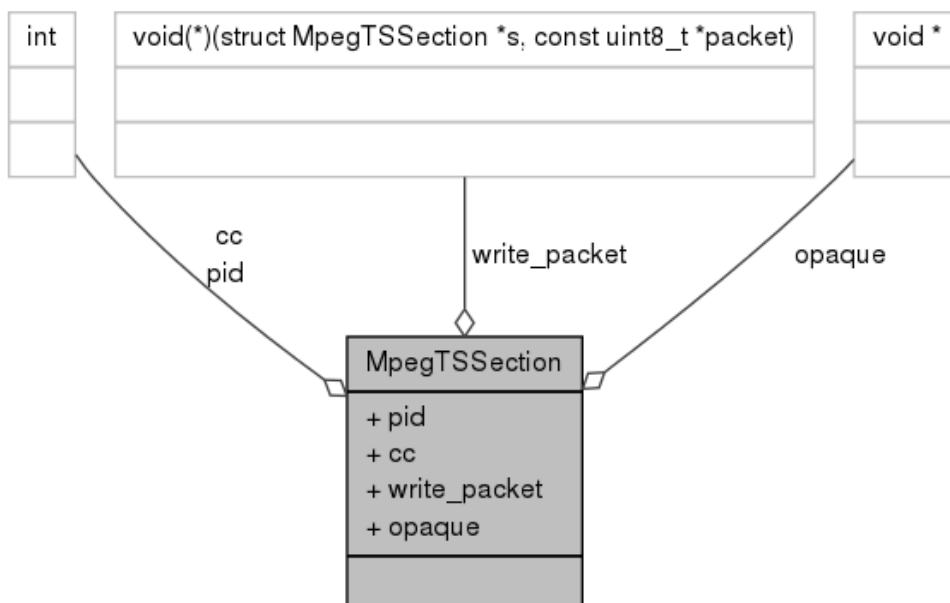 int
void(*)(struct MpegTSSection *s, const uint8_t *packet)
void *
cc
pid
write_packet
opaque
MpegTSSection
+ pid
+ cc
+ write_packet
+ opaque